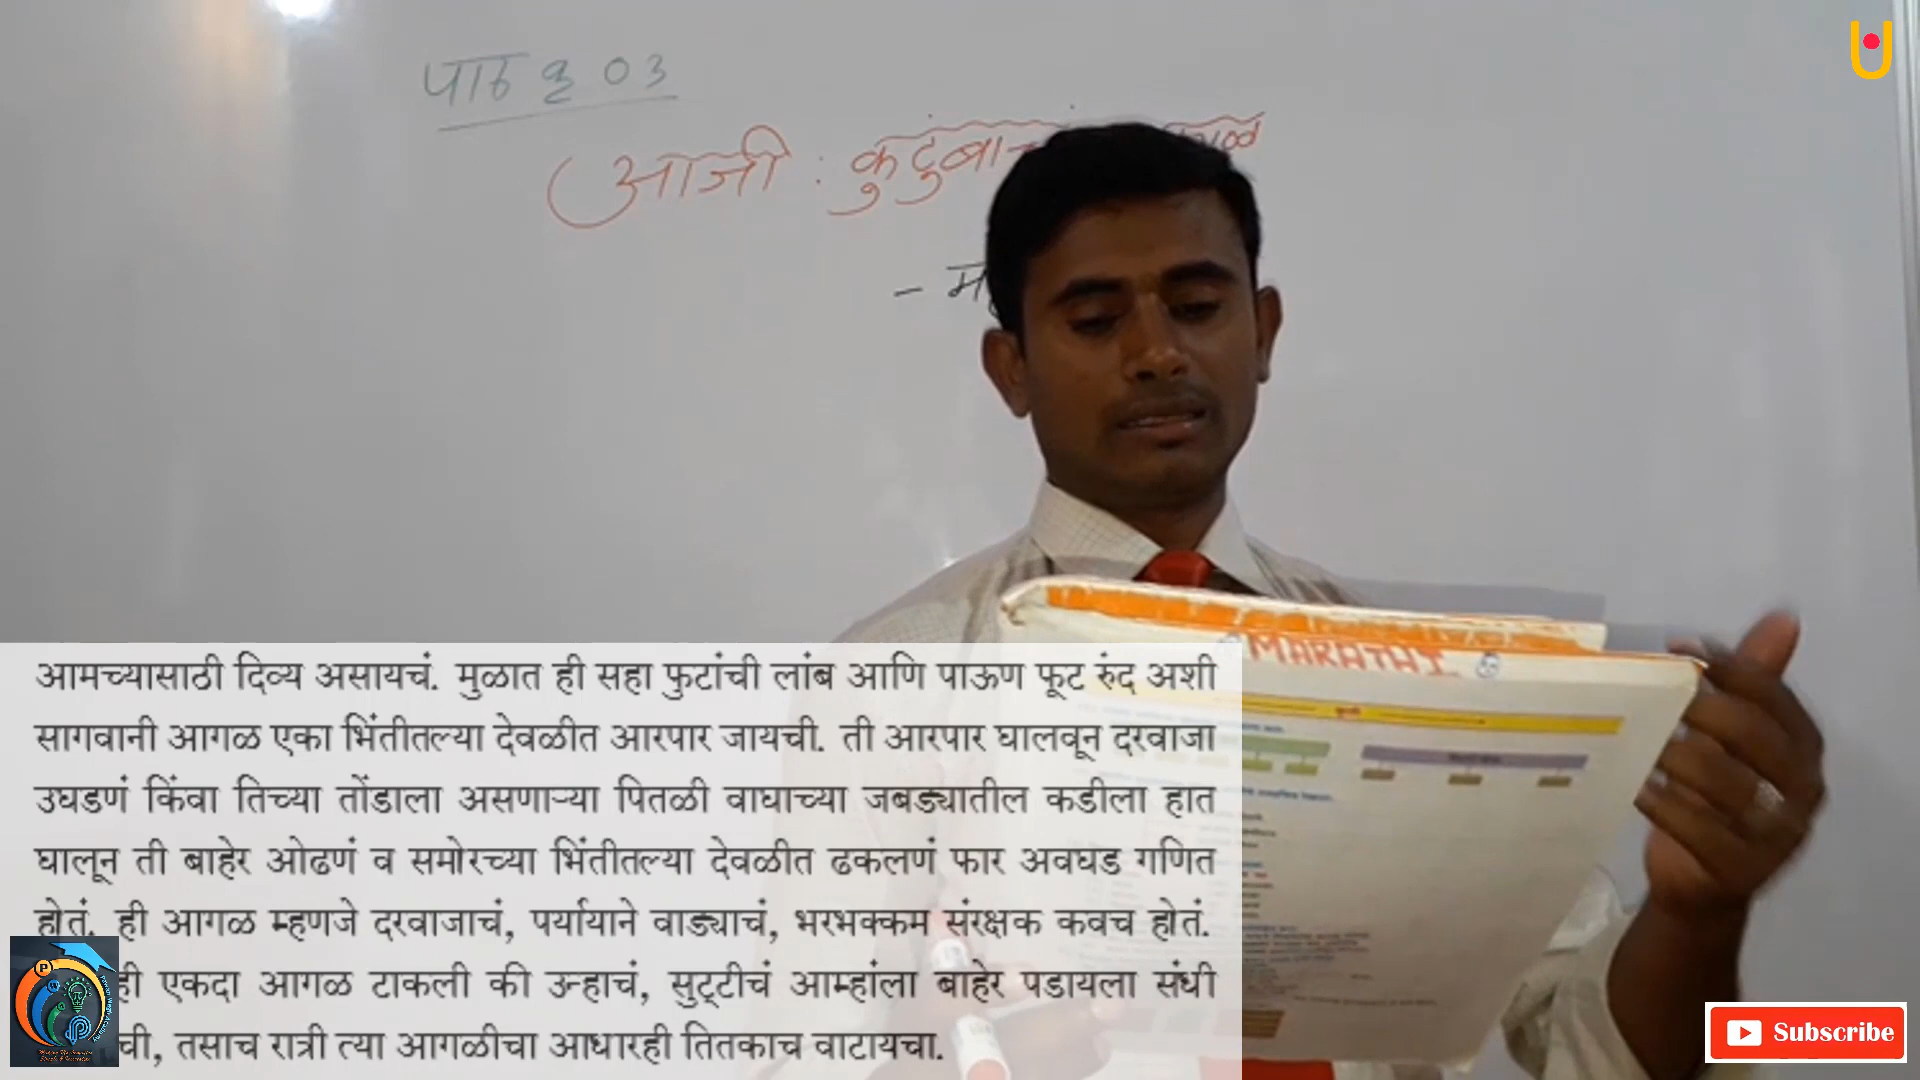 पाठ क्र 03
आजी : कुटुंबाचं
MARATHI
आमच्यासाठी दिव्य असायचं. मुळात ही सहा फुटांची लांब आणि पाऊण फूट रुंद अशी
सागवानी आगळ एका भिंतीतल्या देवळीत आरपार जायची. ती आरपार घालवून दरवाजा
उघडणं किंवा तिच्या तोंडाला असणाऱ्या पितळी वाघाच्या जबड्यातील कडीला हात
घालून ती बाहेर ओढणं व समोरच्या भिंतीतल्या देवळीत ढकलणं फार अवघड गणित
होतं. ही आगळ म्हणजे दरवाजाचं, पर्यायाने वाड्याचं, भरभक्कम संरक्षक कवच होतं.
ही एकदा आगळ टाकली की उन्हाचं, सुट्टीचं आम्हांला बाहेर पडायला संधी
ची, तसाच रात्री त्या आगळीचा आधारही तितकाच वाटायचा.
Subscribe